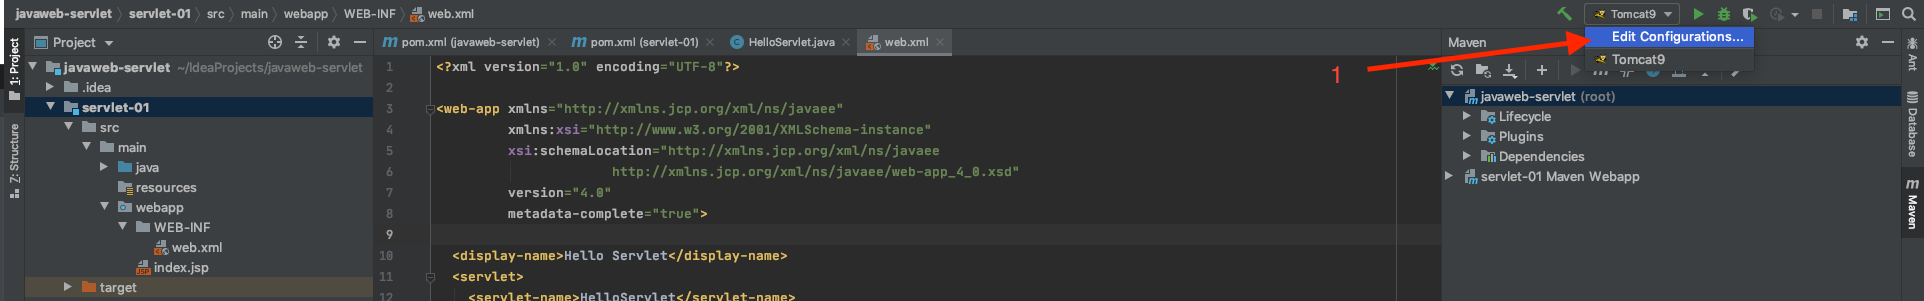 javaweb-servlet servlet-01 src main webapp WEB-INF web.xml
Tomcat9
Edit Configurations...
Tomcat9
1
1: Project
Z: Structure
Project
javaweb-servlet ~/IdeaProjects/javaweb-servlet
.idea
servlet-01
src
main
java
resources
webapp
WEB-INF
web.xml
index.jsp
target
pom.xml (javaweb-servlet) pom.xml (servlet-01) HelloServlet.java web.xml
1 <?xml version="1.0" encoding="UTF-8"?>
2
3 <web-app xmlns="http://xmlns.jcp.org/xml/ns/javaee"
4 xmlns:xsi="http://www.w3.org/2001/XMLSchema-instance"
5 xsi:schemaLocation="http://xmlns.jcp.org/xml/ns/javaee
6 http://xmlns.jcp.org/xml/ns/javaee/web-app_4_0.xsd"
7 version="4.0"
8 metadata-complete="true">
9
10 <display-name>Hello Servlet</display-name>
11 <servlet>
12 <servlet-name>HelloServlet</servlet-name>
Maven
javaweb-servlet (root)
Lifecycle
Plugins
Dependencies
servlet-01 Maven Webapp
Ant
Database
Maven